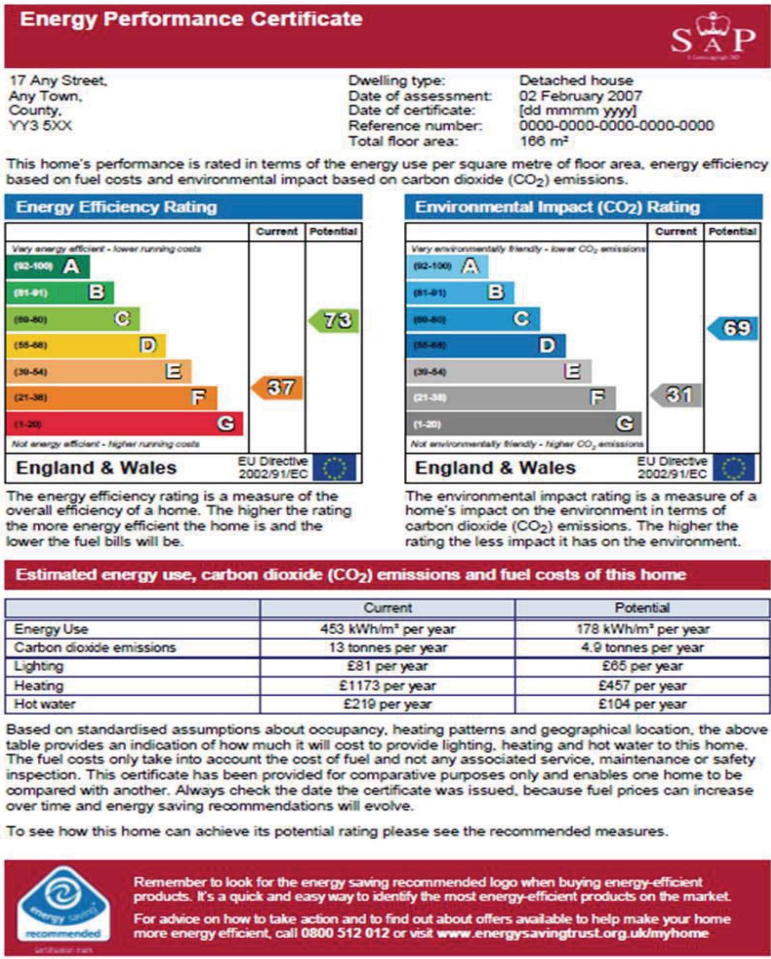 Energy Performance Certificate
SAP
17 Any Street,
Any Town,
County,
YY3 5XX
Dwelling type: Detached house
Date of assessment: 02 February 2007
Date of certificate: [dd mmmm yyyy]
Reference number: 0000-0000-0000-0000-0000
Total floor area: 166 m²
This home's performance is rated in terms of the energy use per square metre of floor area, energy efficiency
based on fuel costs and environmental impact based on carbon dioxide (CO2) emissions.
Energy Efficiency Rating
Current Potential
Very energy efficient - lower running costs
(92-100) A
(81-91) B
(69-80) C
(55-68) D
(39-54) E
(21-38) F
(1-20) G
37
73
Not energy efficient - higher running costs
England & Wales
EU Directive
2002/91/EC
The energy efficiency rating is a measure of the
overall efficiency of a home. The higher the rating
the more energy efficient the home is and the
lower the fuel bills will be.
Environmental Impact (CO2) Rating
Current Potential
Very environmentally friendly - lower CO2 emissions
(92-100) A
(81-91) B
(69-80) C
(55-68) D
(39-54) E
(21-38) F
(1-20) G
31
69
Not environmentally friendly - higher CO2 emissions
England & Wales
EU Directive
2002/91/EC
The environmental impact rating is a measure of a
home's impact on the environment in terms of
carbon dioxide (CO2) emissions. The higher the
rating the less impact it has on the environment.
Estimated energy use, carbon dioxide (CO2) emissions and fuel costs of this home
Current Potential
Energy Use 453 kWh/m² per year 178 kWh/m² per year
Carbon dioxide emissions 13 tonnes per year 4.9 tonnes per year
Lighting £81 per year £65 per year
Heating £1173 per year £457 per year
Hot water £219 per year £104 per year
Based on standardised assumptions about occupancy, heating patterns and geographical location, the above
table provides an indication of how much it will cost to provide lighting, heating and hot water to this home.
The fuel costs only take into account the cost of fuel and not any associated service, maintenance or safety
inspection. This certificate has been provided for comparative purposes only and enables one home to be
compared with another. Always check the date the certificate was issued, because fuel prices can increase
over time and energy saving recommendations will evolve.
To see how this home can achieve its potential rating please see the recommended measures.
energy saving
recommended
Certification mark
Remember to look for the energy saving recommended logo when buying energy-efficient
products. It's a quick and easy way to identify the most energy-efficient products on the market.
For advice on how to take action and to find out about offers available to help make your home
more energy efficient, call 0800 512 012 or visit www.energysavingtrust.org.uk/myhome